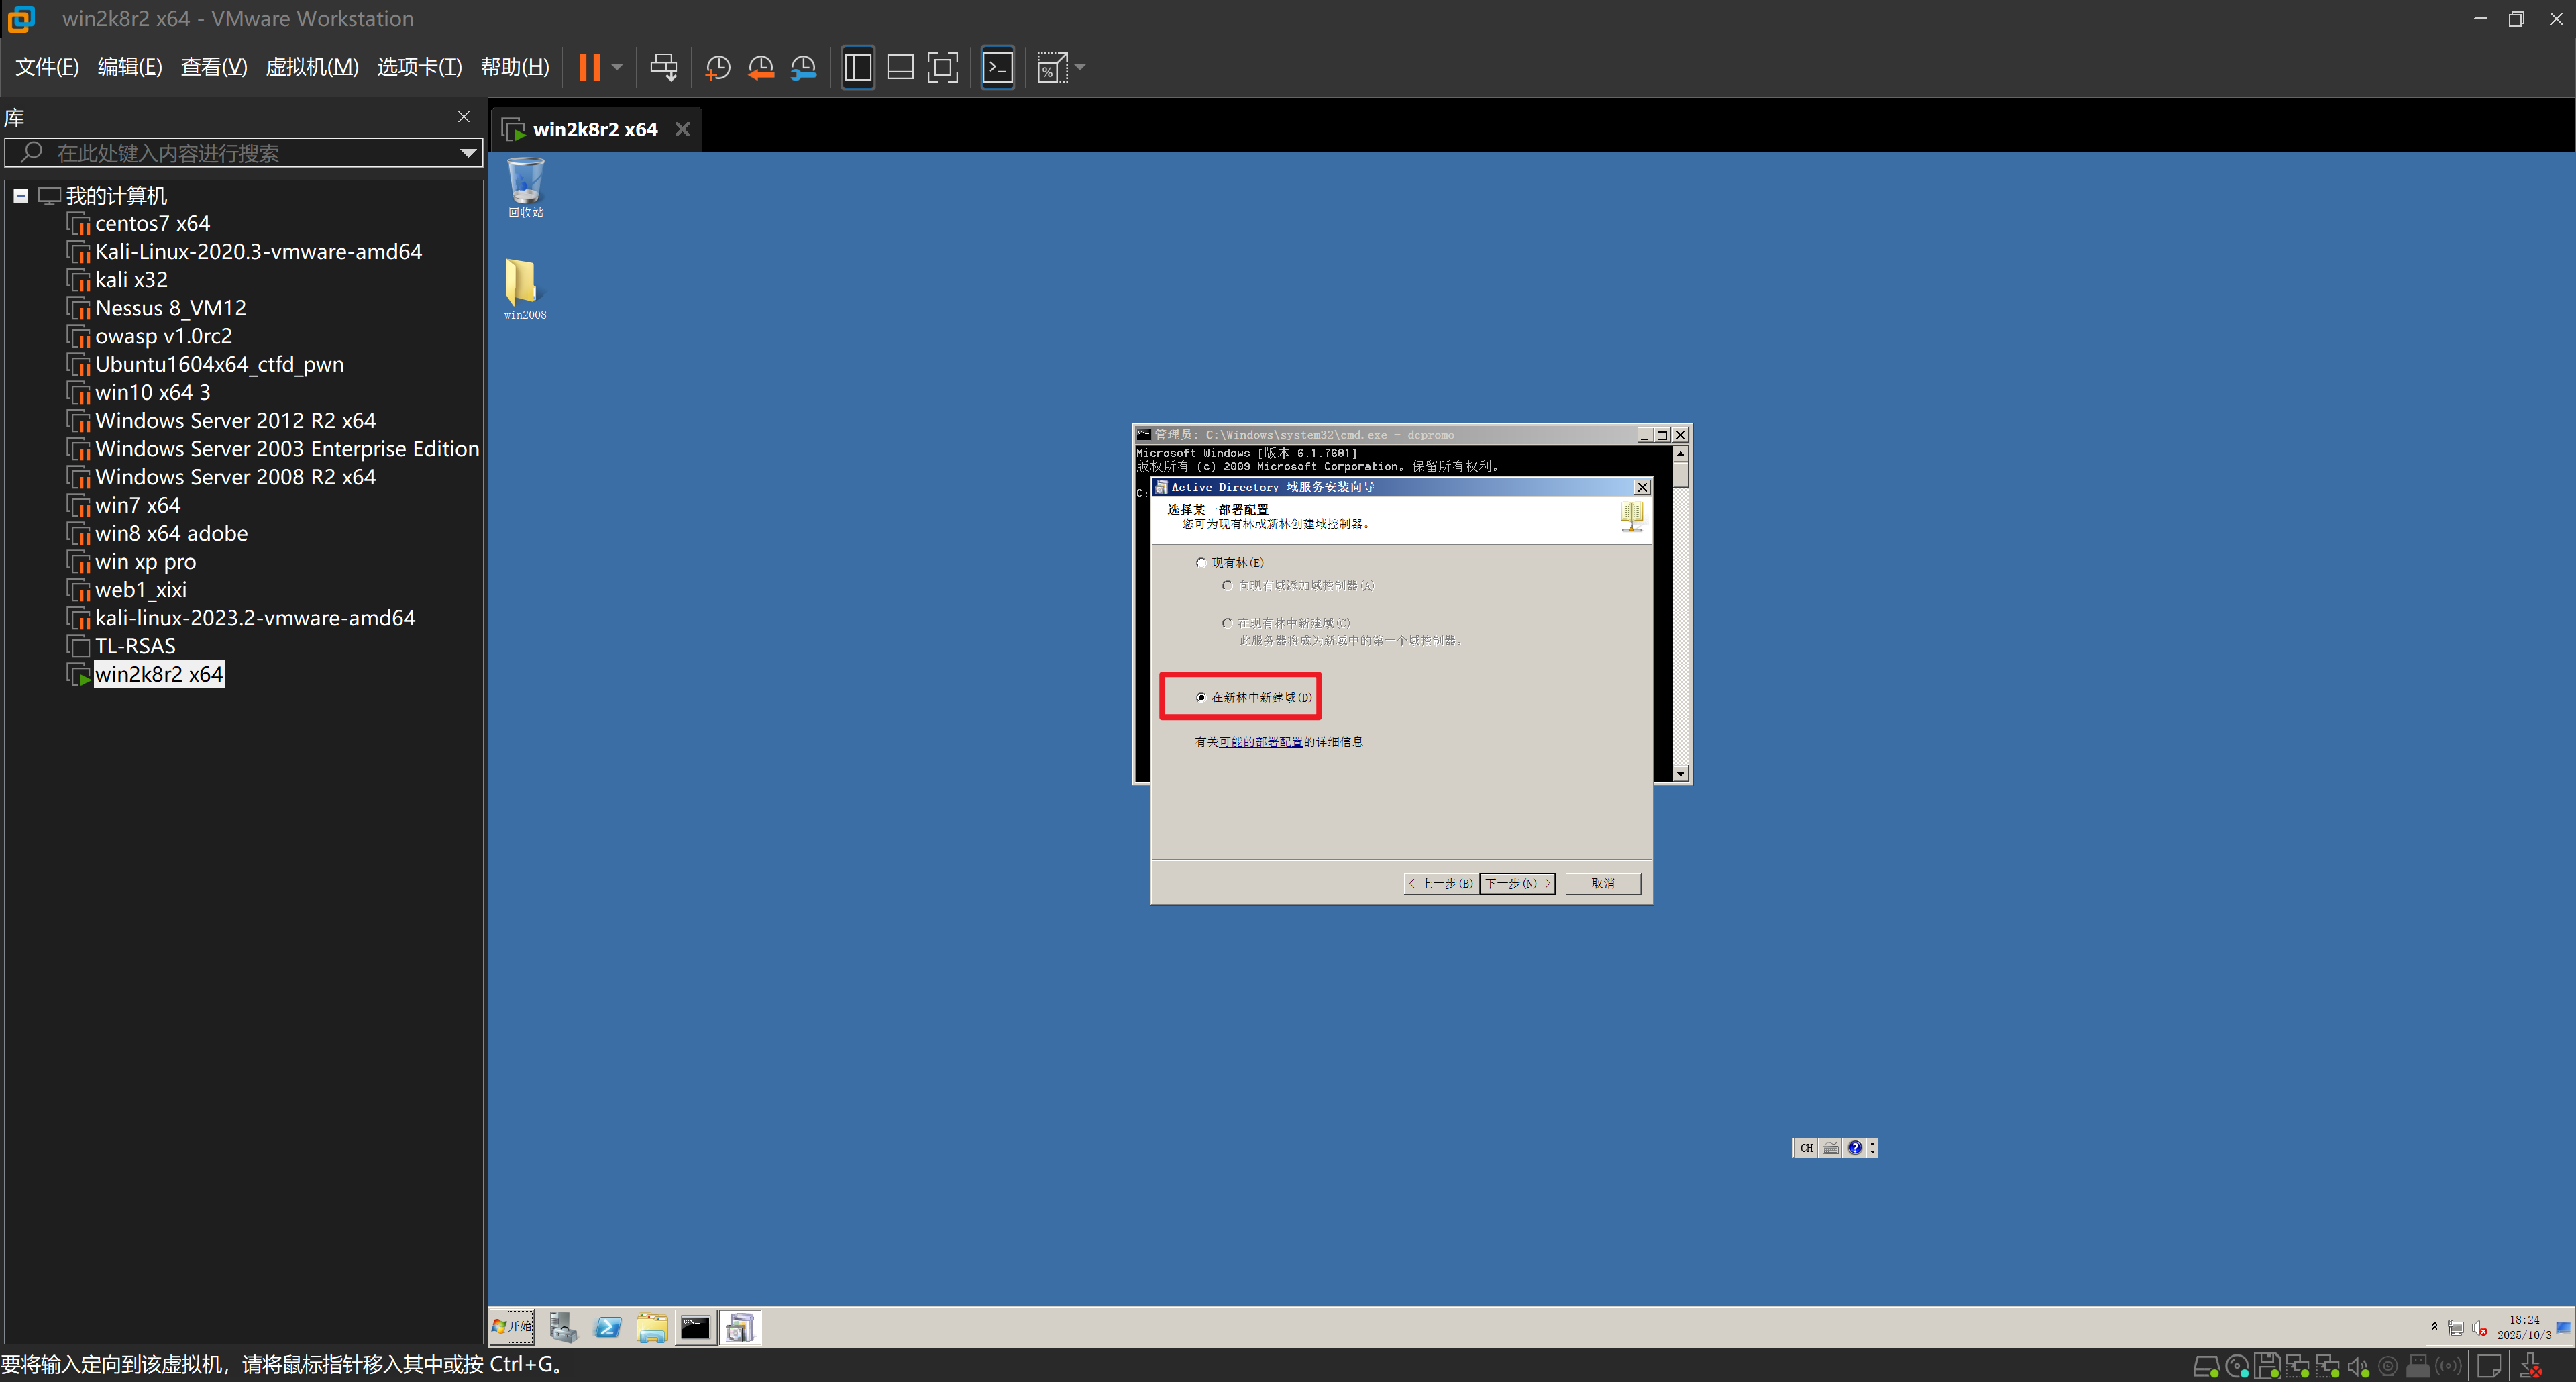 win2k8r2 x64 - VMware Workstation
文件(F) 编辑(E) 查看(V) 虚拟机(M) 选项卡(T) 帮助(H)
库
在此处键入内容进行搜索
我的计算机
centos7 x64
Kali-Linux-2020.3-vmware-amd64
kali x32
Nessus 8_VM12
owasp v1.0rc2
Ubuntu1604x64_ctfd_pwn
win10 x64 3
Windows Server 2012 R2 x64
Windows Server 2003 Enterprise Edition
Windows Server 2008 R2 x64
win7 x64
win8 x64 adobe
win xp pro
web1_xixi
kali-linux-2023.2-vmware-amd64
TL-RSAS
win2k8r2 x64
win2k8r2 x64
回收站
win2008
管理员: C:\Windows\system32\cmd.exe - dcpromo
Microsoft Windows [版本 6.1.7601]
版权所有 (c) 2009 Microsoft Corporation。保留所有权利。
C:
Active Directory 域服务安装向导
选择某一部署配置
您可为现有林或新林创建域控制器。
现有林(E)
向现有域添加域控制器(A)
在现有林中新建域(C)
此服务器将成为新域中的第一个域控制器。
在新林中新建域(D)
有关可能的部署配置的详细信息
< 上一步(B) 下一步(N) > 取消
CH
开始
18:24
2025/10/3
要将输入定向到该虚拟机，请将鼠标指针移入其中或按 Ctrl+G。